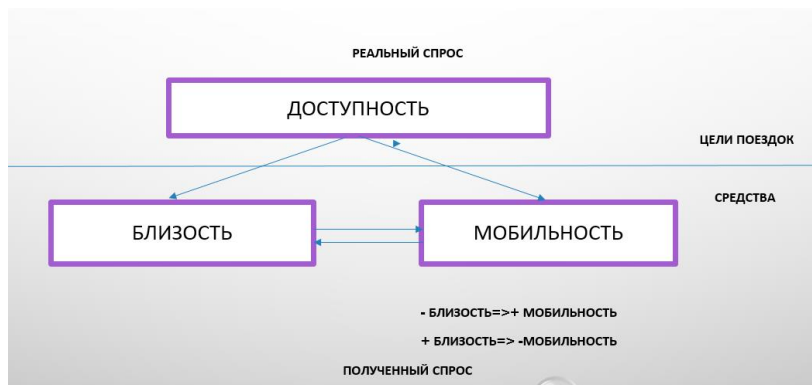 РЕАЛЬНЫЙ СПРОС
ДОСТУПНОСТЬ
ЦЕЛИ ПОЕЗДОК
СРЕДСТВА
БЛИЗОСТЬ
МОБИЛЬНОСТЬ
- БЛИЗОСТЬ=>+ МОБИЛЬНОСТЬ
+ БЛИЗОСТЬ=> -МОБИЛЬНОСТЬ
ПОЛУЧЕННЫЙ СПРОС